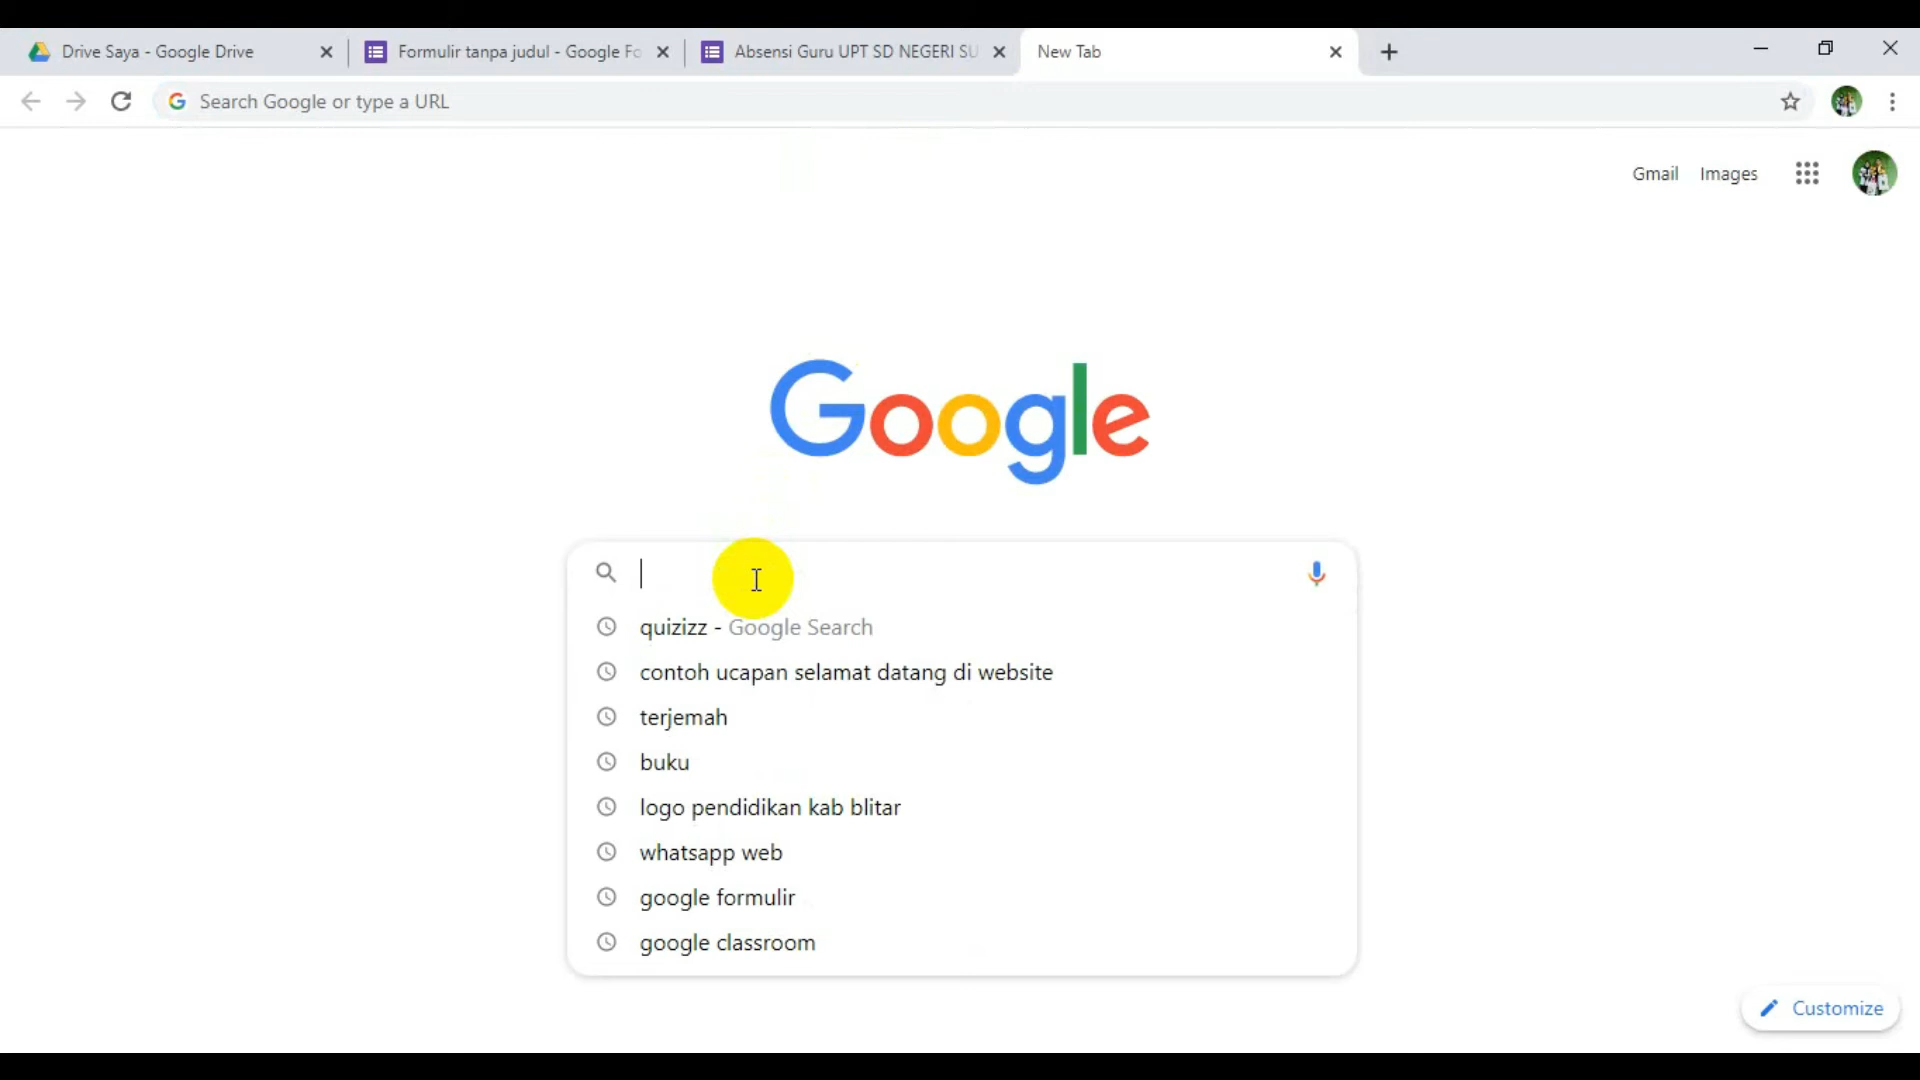 Drive Saya - Google Drive
Formulir tanpa judul - Google Fo
Absensi Guru UPT SD NEGERI SU
New Tab
Search Google or type a URL
Gmail Images
Google
quizizz - Google Search
contoh ucapan selamat datang di website
terjemah
buku
logo pendidikan kab blitar
whatsapp web
google formulir
google classroom
Customize